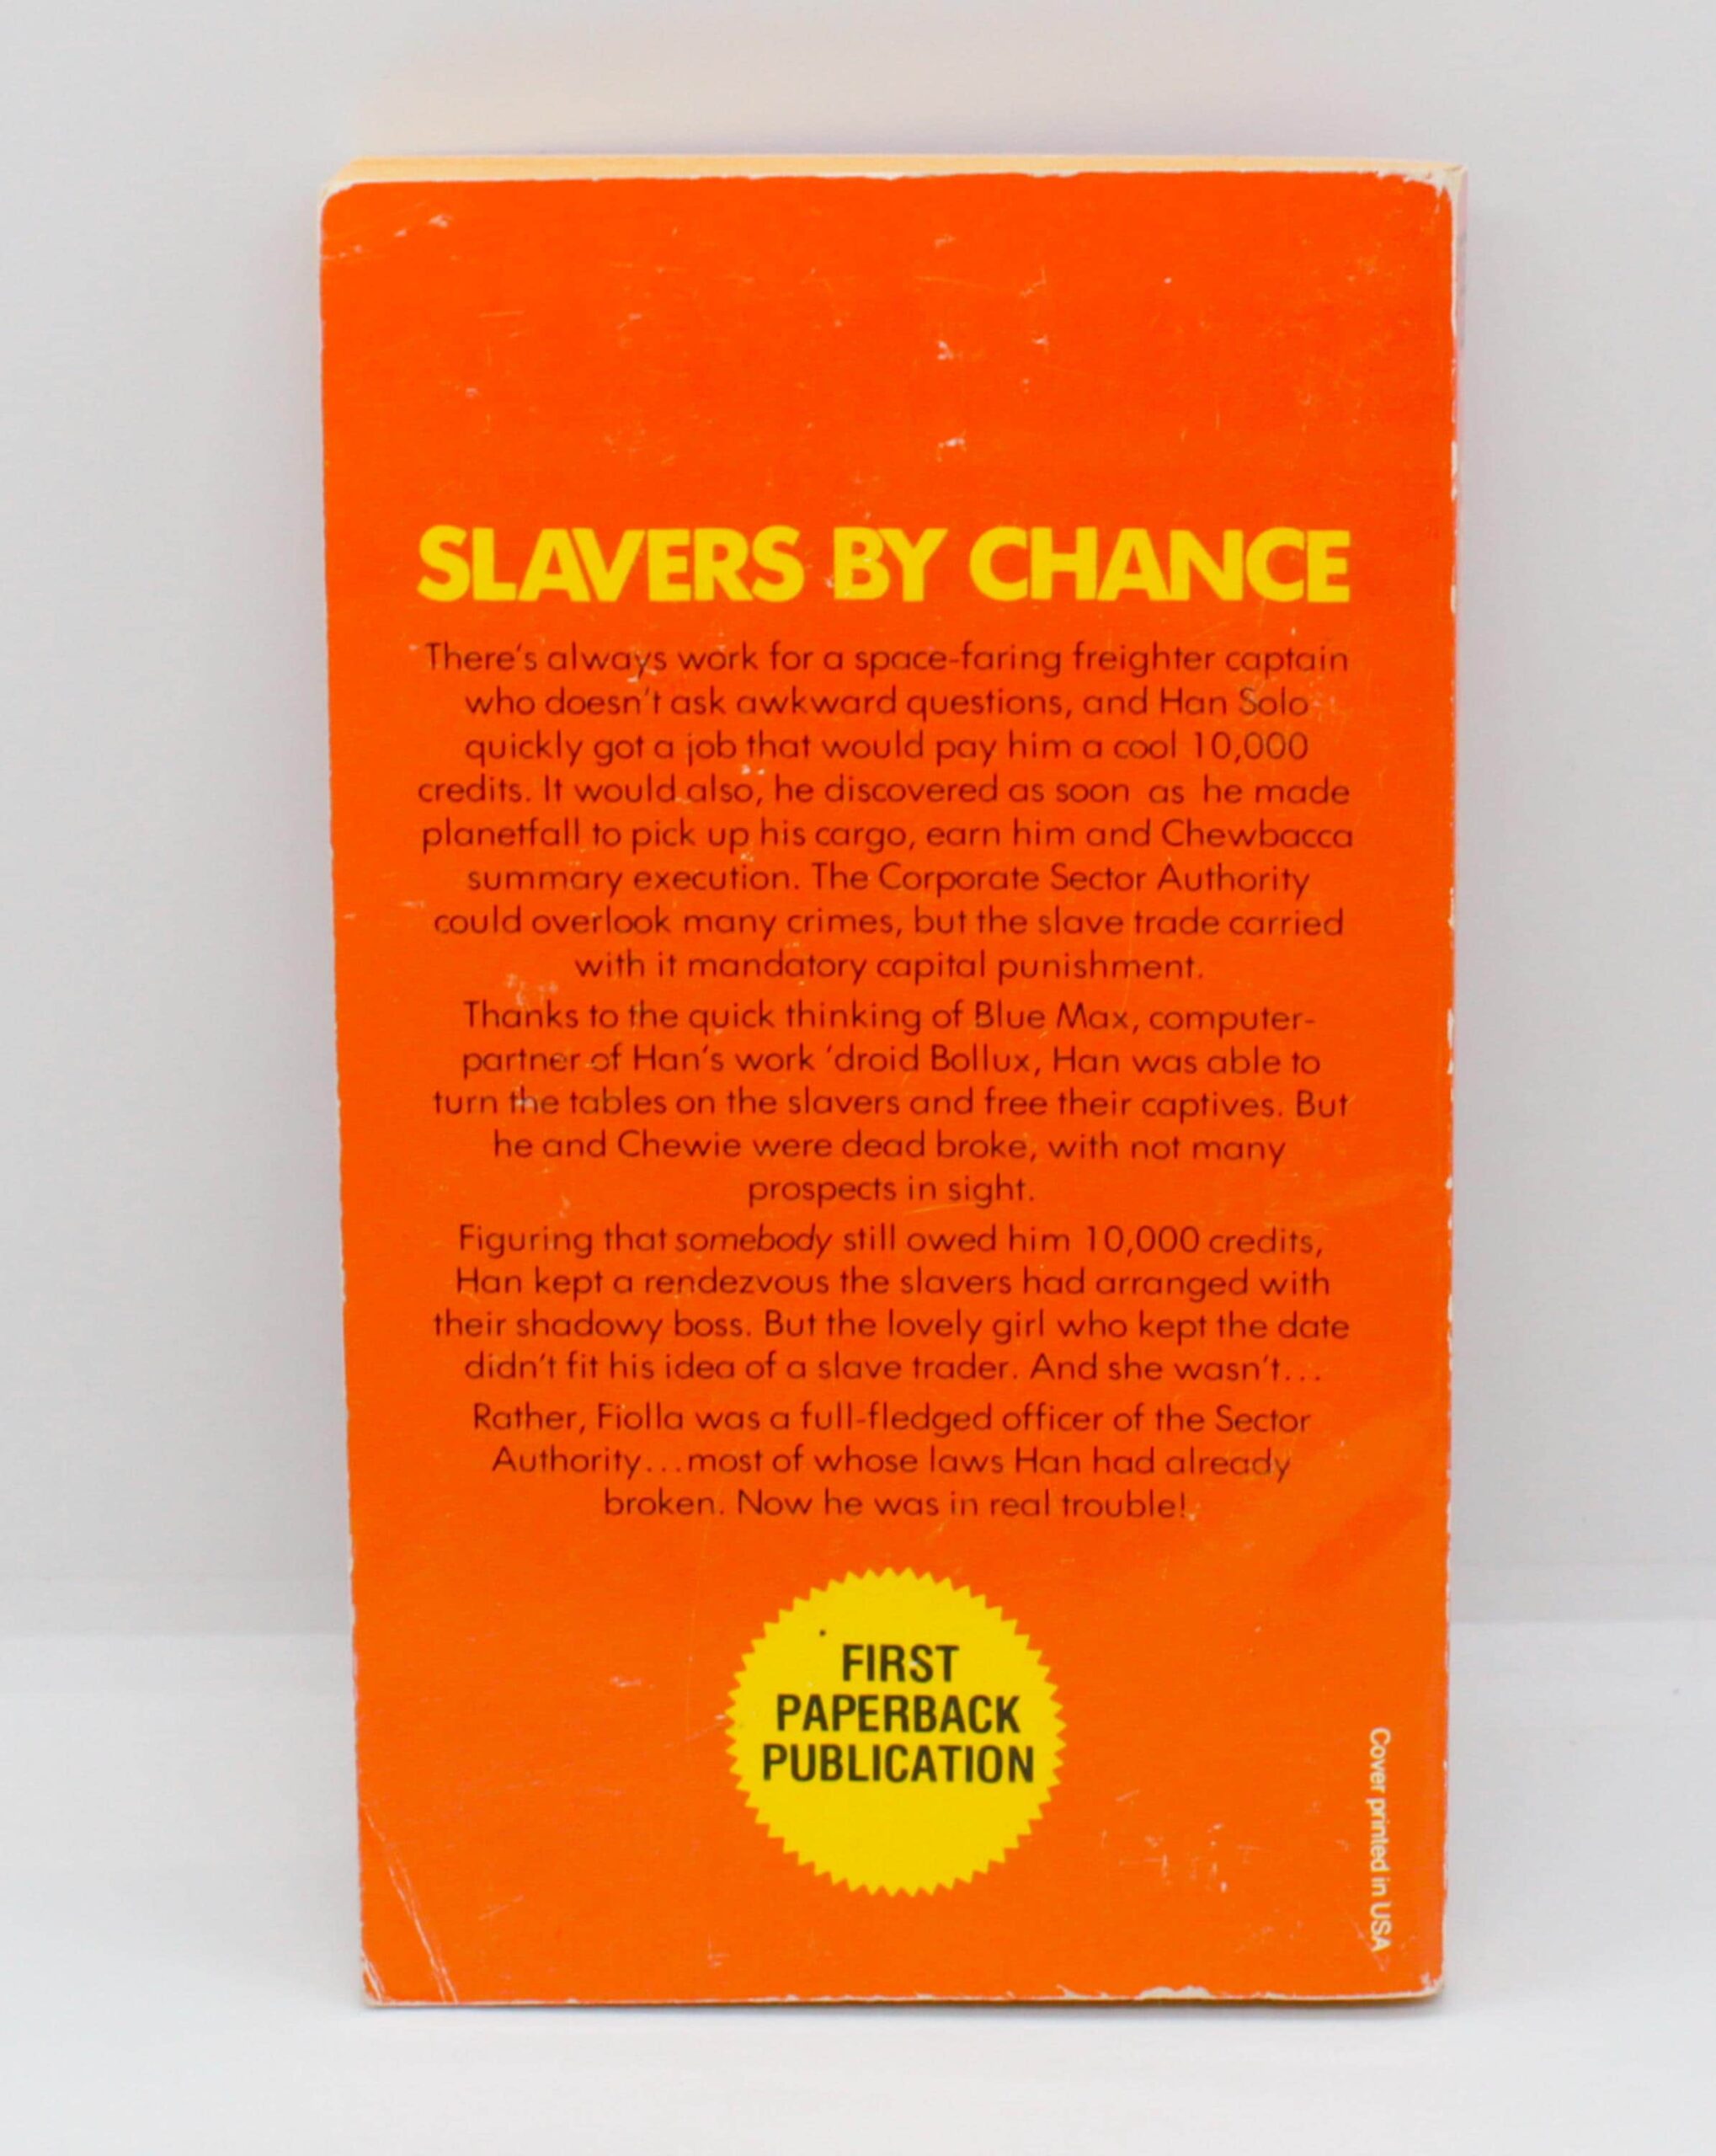 SLAVERS BY CHANCE
There's always work for a space-faring freighter captain
who doesn't ask awkward questions, and Han Solo
quickly got a job that would pay him a cool 10,000
credits. It would also, he discovered as soon as he made
planetfall to pick up his cargo, earn him and Chewbacca
summary execution. The Corporate Sector Authority
could overlook many crimes, but the slave trade carried
with it mandatory capital punishment.
Thanks to the quick thinking of Blue Max, computer-
partner of Han's work 'droid Bollux, Han was able to
turn the tables on the slavers and free their captives. But
he and Chewie were dead broke, with not many
prospects in sight.
Figuring that somebody still owed him 10,000 credits,
Han kept a rendezvous the slavers had arranged with
their shadowy boss. But the lovely girl who kept the date
didn't fit his idea of a slave trader. And she wasn't...
Rather, Fiolla was a full-fledged officer of the Sector
Authority...most of whose laws Han had already
broken. Now he was in real trouble!
FIRST
PAPERBACK
PUBLICATION
Cover printed in USA